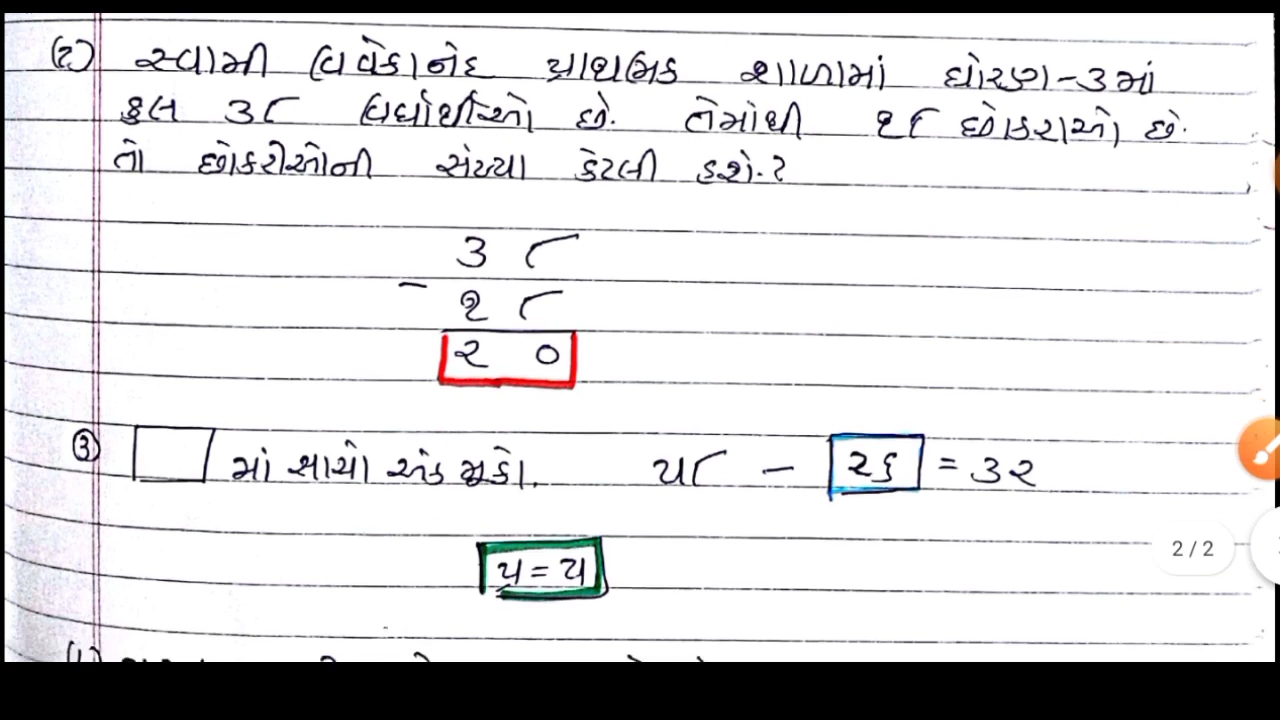 (૨) સ્વામી વિવેકાનંદ પ્રાથમિક શાળામાં ધોરણ-૩માં
કુલ ૩૮ વિદ્યાર્થીઓ છે. તેમાંથી ૧૮ છોકરાઓ છે.
તો છોકરીઓની સંખ્યા કેટલી હશે.?
૩ ૮
- ૧ ૮
૨ ૦
③ □ માં સાચો અંક મૂકો. ૫૮ - ૨૬ = ૩૨
૫ = ૫
2/2